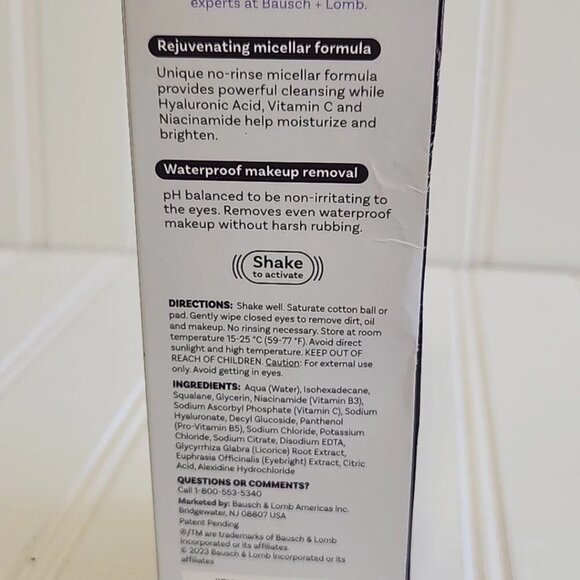 experts at Bausch + Lomb.
Rejuvenating micellar formula
Unique no-rinse micellar formula
provides powerful cleansing while
Hyaluronic Acid, Vitamin C and
Niacinamide help moisturize and
brighten.
Waterproof makeup removal
pH balanced to be non-irritating to
the eyes. Removes even waterproof
makeup without harsh rubbing.
Shake
to activate
DIRECTIONS: Shake well. Saturate cotton ball or
pad. Gently wipe closed eyes to remove dirt, oil
and makeup. No rinsing necessary. Store at room
temperature 15-25 °C (59-77 °F). Avoid direct
sunlight and high temperature. KEEP OUT OF
REACH OF CHILDREN. Caution: For external use
only. Avoid getting in eyes.
INGREDIENTS: Aqua (Water), Isohexadecane,
Squalane, Glycerin, Niacinamide (Vitamin B3),
Sodium Ascorbyl Phosphate (Vitamin C), Sodium
Hyaluronate, Decyl Glucoside, Panthenol
(Pro-Vitamin B5), Sodium Chloride, Potassium
Chloride, Sodium Citrate, Disodium EDTA,
Glycyrrhiza Glabra (Licorice) Root Extract,
Euphrasia Officinalis (Eyebright) Extract, Citric
Acid, Alexidine Hydrochloride
QUESTIONS OR COMMENTS?
Call 1-800-553-5340
Marketed by: Bausch & Lomb Americas Inc.
Bridgewater, NJ 08807 USA
Patent Pending
®/TM are trademarks of Bausch & Lomb
Incorporated or its affiliates.
© 2023 Bausch & Lomb Incorporated or its
affiliates